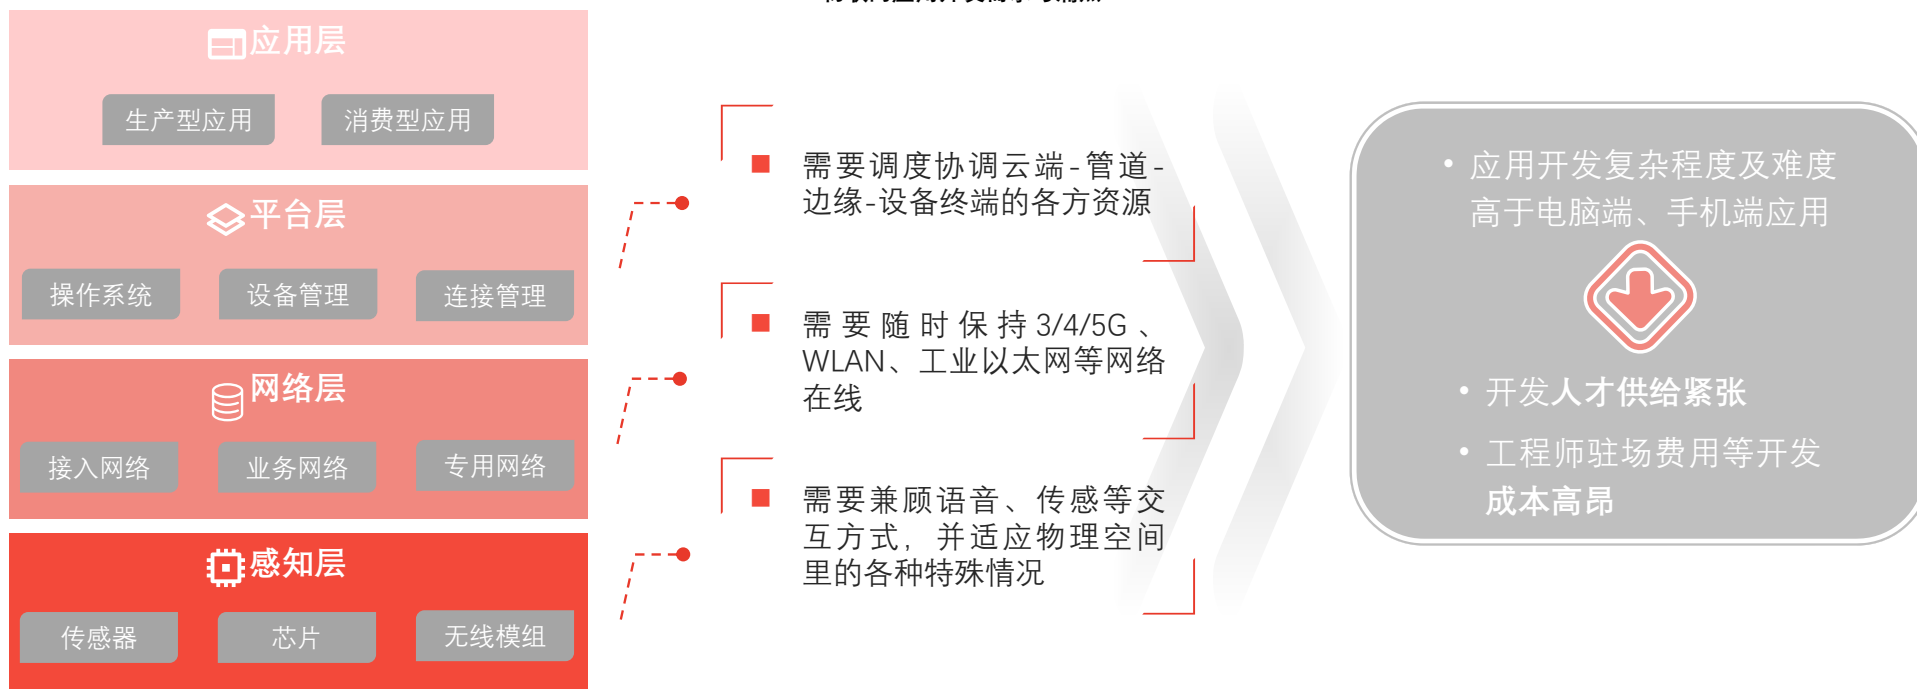 应用层
生产型应用
消费型应用
平台层
操作系统
设备管理
连接管理
网络层
接入网络
业务网络
专用网络
感知层
传感器
芯片
无线模组
需要调度协调云端-管道-
边缘-设备终端的各方资源
需要随时保持3/4/5G、
WLAN、工业以太网等网络
在线
需要兼顾语音、传感等交
互方式，并适应物理空间
里的各种特殊情况
• 应用开发复杂程度及难度
高于电脑端、手机端应用
• 开发人才供给紧张
• 工程师驻场费用等开发
成本高昂